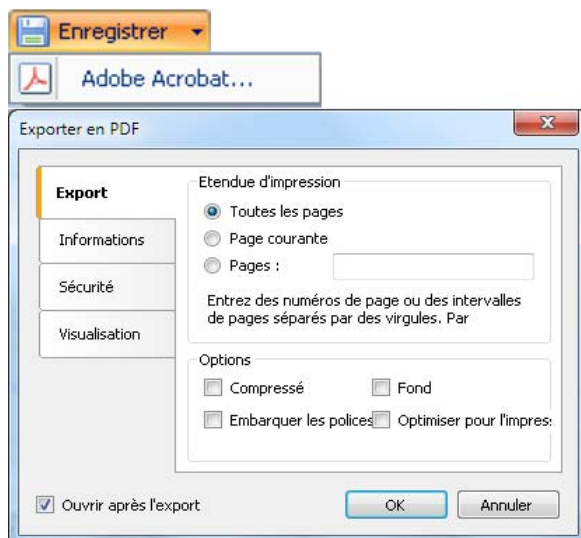 Enregistrer
Adobe Acrobat...
Exporter en PDF
Export
Informations
Sécurité
Visualisation
Etendue d'impression
Toutes les pages
Page courante
Pages :
Entrez des numéros de page ou des intervalles
de pages séparés par des virgules. Par
Options
Compressé Fond
Embarquer les polices Optimiser pour l'impres
Ouvrir après l'export
OK Annuler